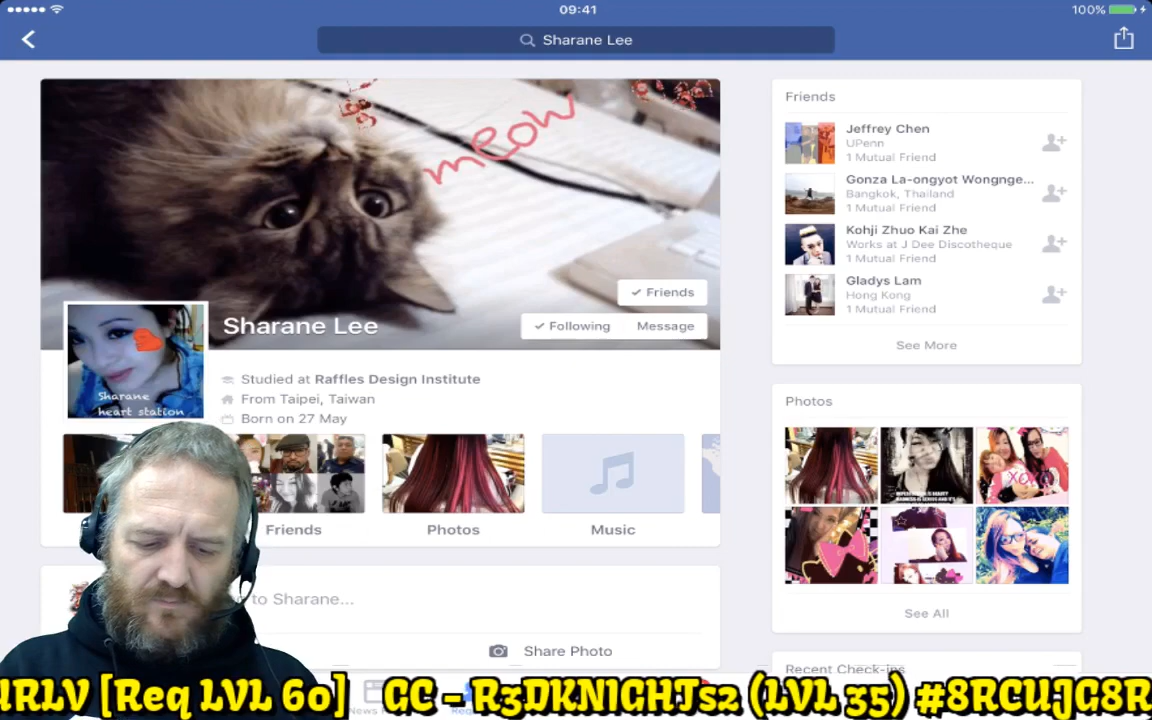 09:41
100%
Sharane Lee
meow
Friends
Sharane Lee
Following
Message
Sharane
heart station
Studied at Raffles Design Institute
From Taipei, Taiwan
Born on 27 May
Friends
Photos
Music
to Sharane...
Share Photo
Friends
Jeffrey Chen
UPenn
1 Mutual Friend
Gonza La-ongyot Wongnge...
Bangkok, Thailand
1 Mutual Friend
Kohji Zhuo Kai Zhe
Works at J Dee Discotheque
1 Mutual Friend
Gladys Lam
Hong Kong
1 Mutual Friend
See More
Photos
XOXO
See All
Recent Check-ins
URLV [Req LVL 60] CC - R3DKNIGHTs2 (LVL 35) #8RCUJG8R